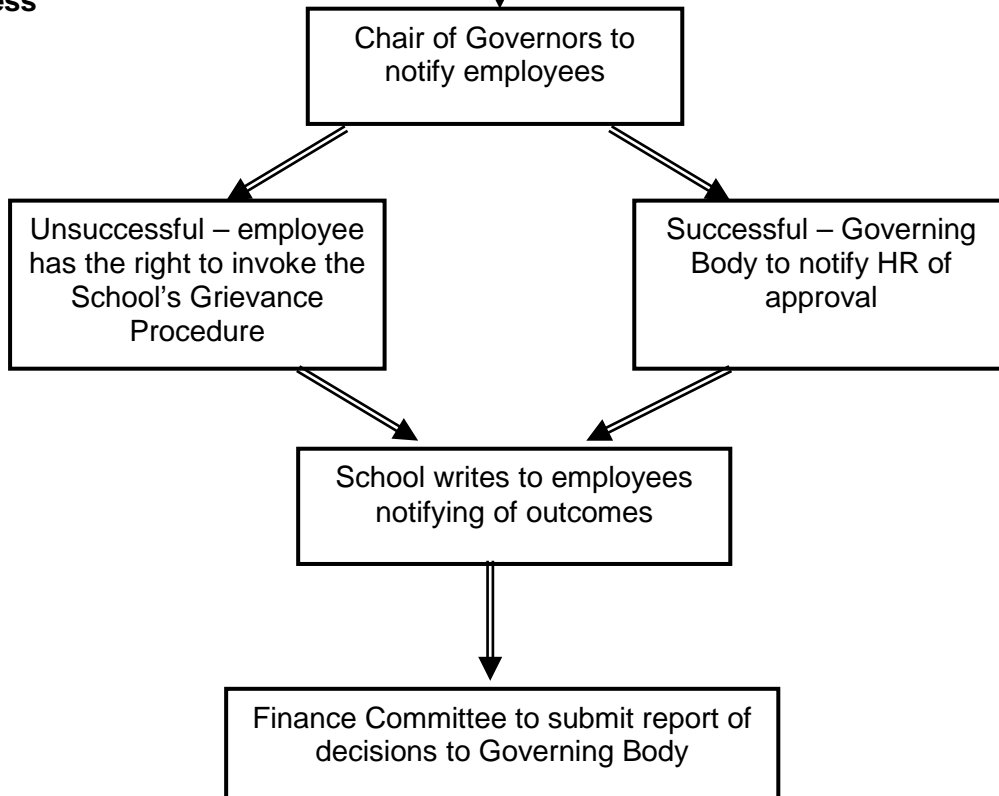 ess
Chair of Governors to
notify employees
Unsuccessful – employee
has the right to invoke the
School’s Grievance
Procedure
Successful – Governing
Body to notify HR of
approval
School writes to employees
notifying of outcomes
Finance Committee to submit report of
decisions to Governing Body